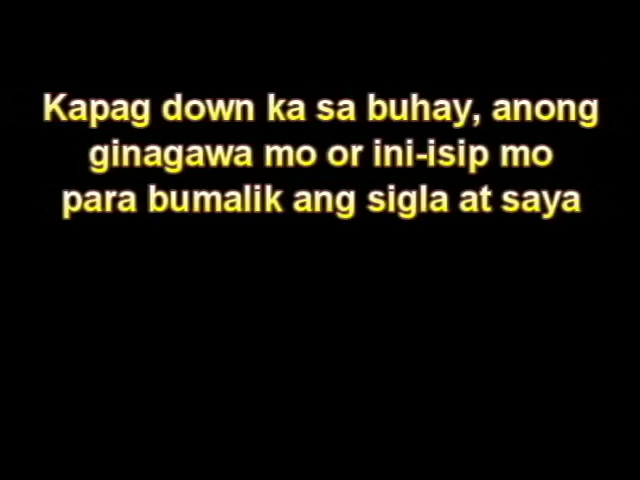 Kapag down ka sa buhay, anong
ginagawa mo or ini-isip mo
para bumalik ang sigla at saya